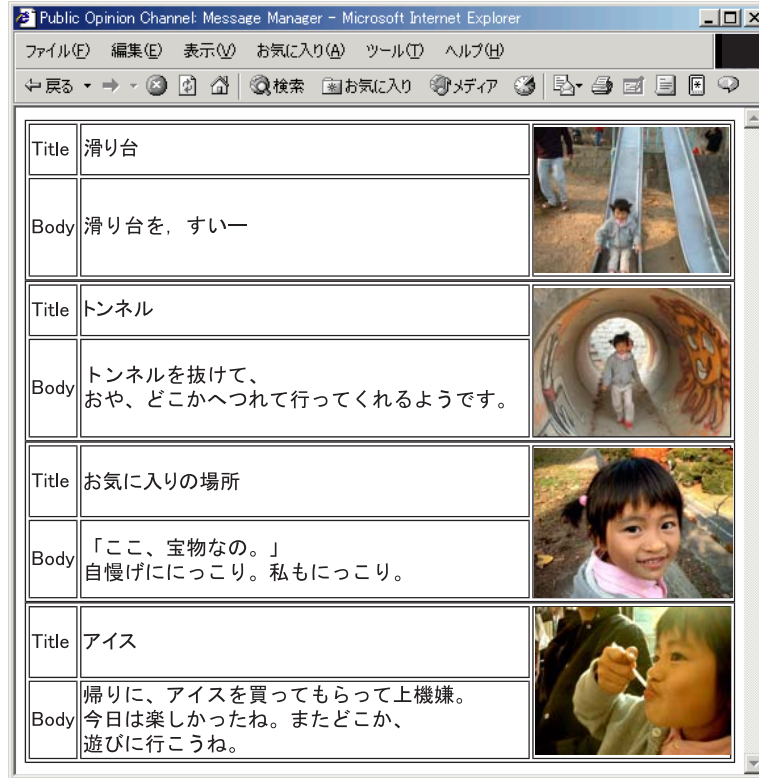 Public Opinion Channel: Message Manager - Microsoft Internet Explorer
ファイル(F) 編集(E) 表示(V) お気に入り(A) ツール(T) ヘルプ(H)
戻る 検索 お気に入り メディア
Title 滑り台
Body 滑り台を，すい―
Title トンネル
Body トンネルを抜けて、
おや、どこかへつれて行ってくれるようです。
Title お気に入りの場所
Body 「ここ、宝物なの。」
自慢げににっこり。私もにっこり。
Title アイス
Body 帰りに、アイスを買ってもらって上機嫌。
今日は楽しかったね。またどこか、
遊びに行こうね。